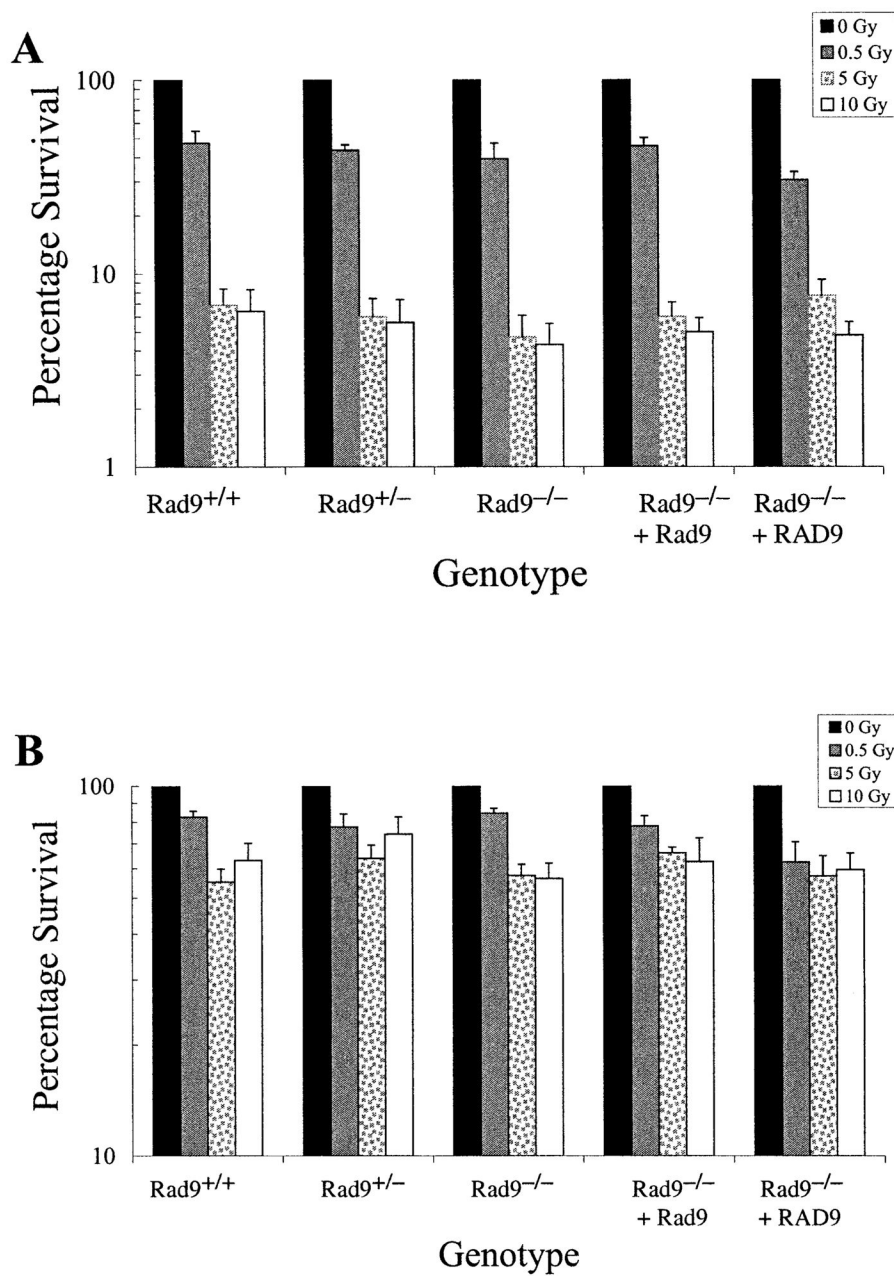 A
0 Gy
0.5 Gy
5 Gy
10 Gy
100
10
1
Percentage Survival
Rad9+/+
Rad9+/–
Rad9–/–
Rad9–/–
+ Rad9
Rad9–/–
+ RAD9
Genotype
B
0 Gy
0.5 Gy
5 Gy
10 Gy
100
10
Percentage Survival
Rad9+/+
Rad9+/–
Rad9–/–
Rad9–/–
+ Rad9
Rad9–/–
+ RAD9
Genotype